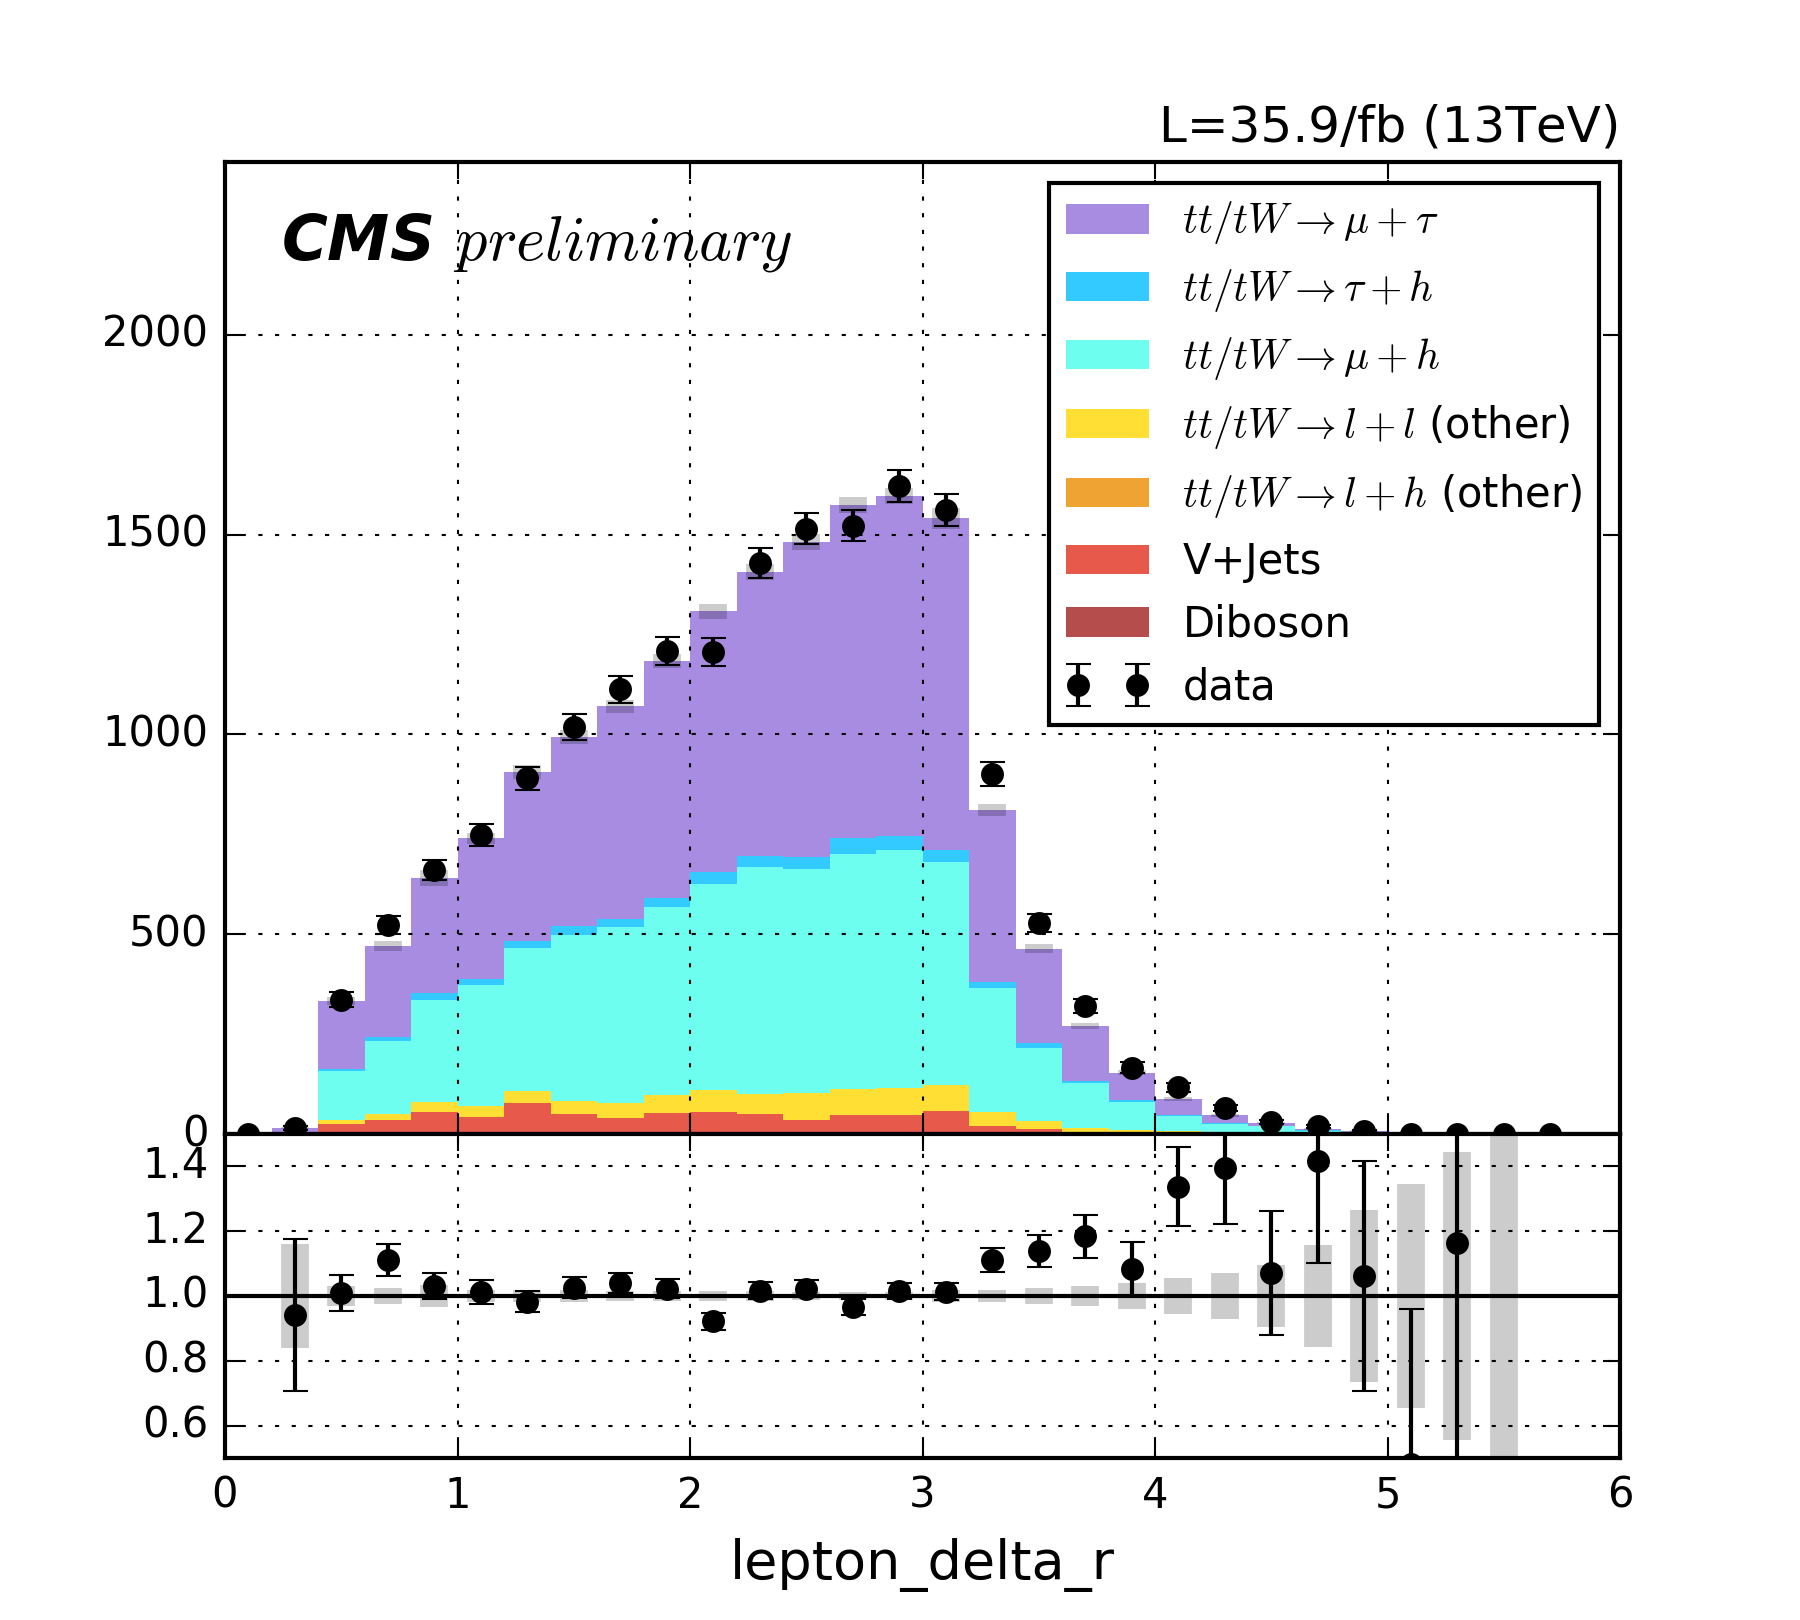 L=35.9/fb (13TeV)
CMS preliminary
tt/tW→μ+τ
tt/tW→τ+h
tt/tW→μ+h
tt/tW→l+l (other)
tt/tW→l+h (other)
V+Jets
Diboson
data
2000
1500
1000
500
0
1.4
1.2
1.0
0.8
0.6
0 1 2 3 4 5 6
lepton_delta_r